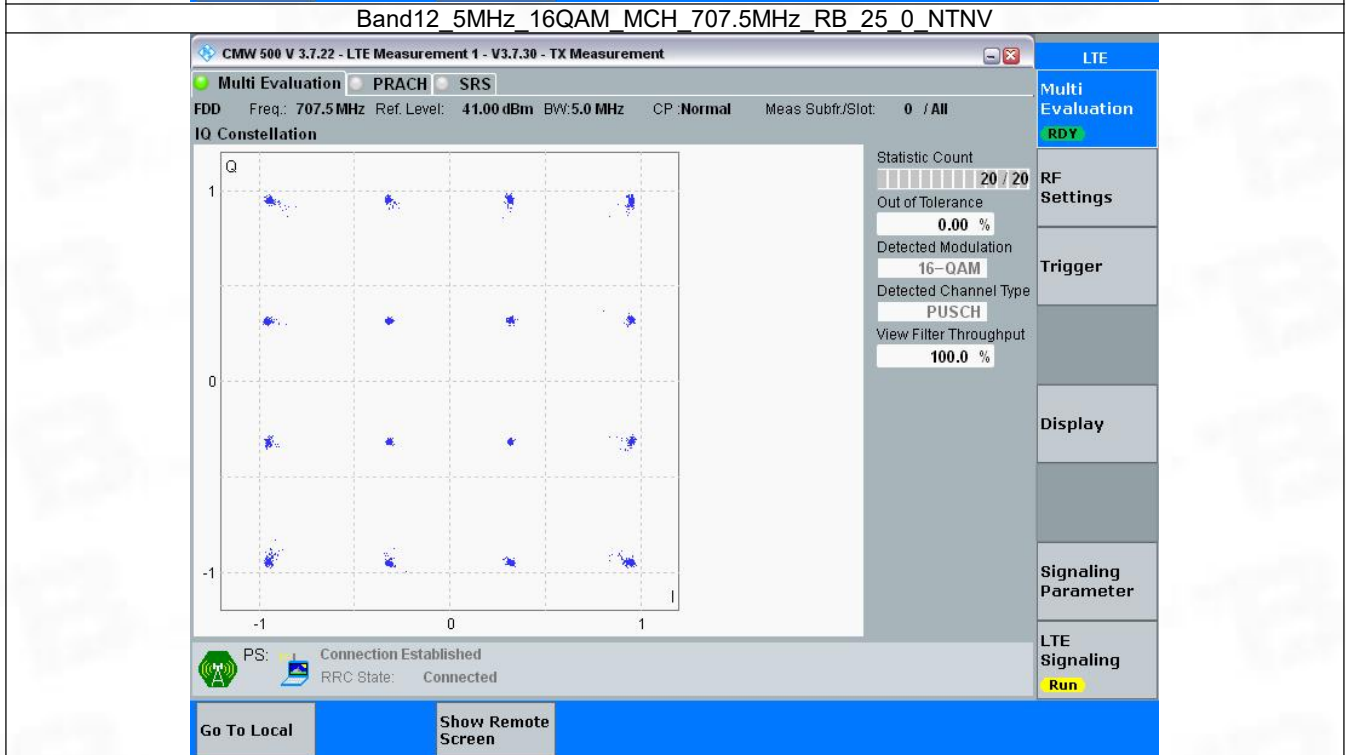 Band12_5MHz_16QAM_MCH_707.5MHz_RB_25_0_NTNV
CMW 500 V 3.7.22 - LTE Measurement 1 - V3.7.30 - TX Measurement
LTE
Multi Evaluation PRACH SRS
Multi
Evaluation
RDY
FDD Freq.: 707.5 MHz Ref. Level: 41.00 dBm BW:5.0 MHz CP :Normal Meas Subfr./Slot: 0 / All
IQ Constellation
Q
1
0
-1
I
-1 0 1
Statistic Count
20 / 20
Out of Tolerance
0.00 %
Detected Modulation
16-QAM
Detected Channel Type
PUSCH
View Filter Throughput
100.0 %
RF
Settings
Trigger
Display
Signaling
Parameter
LTE
Signaling
Run
PS: Connection Established
RRC State: Connected
Go To Local
Show Remote
Screen